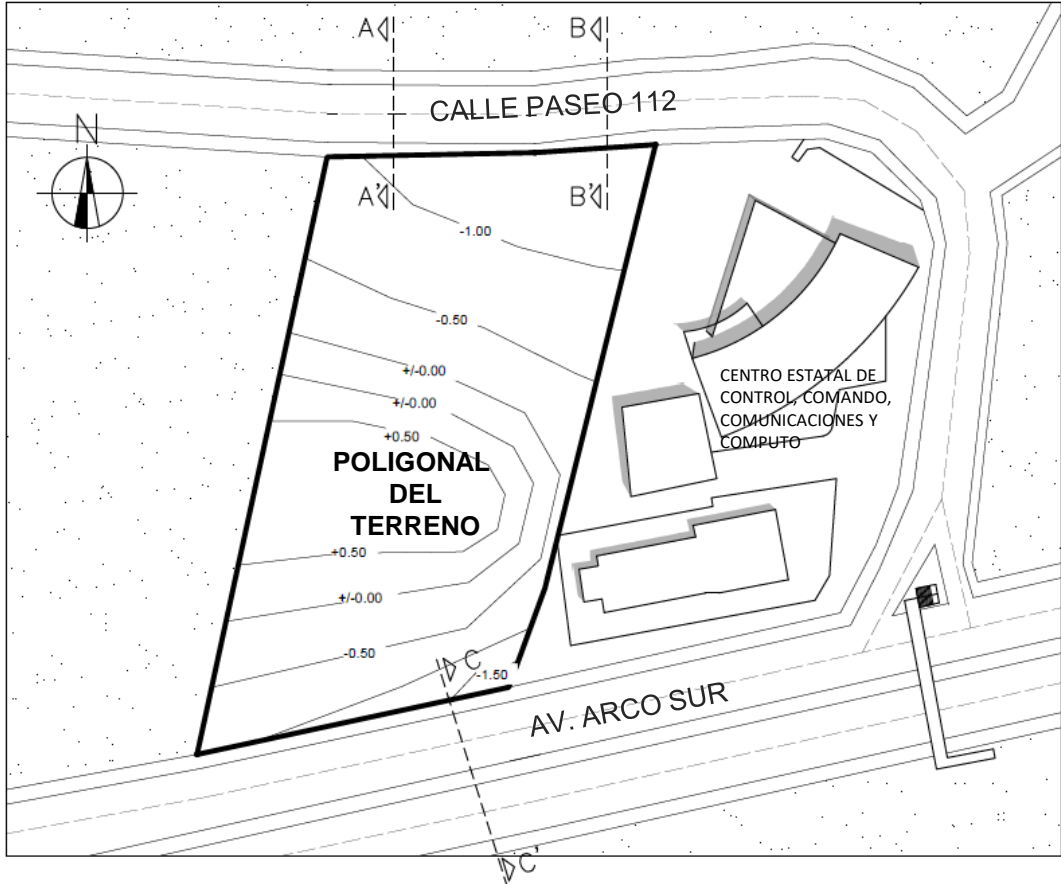 A
B
CALLE PASEO 112
N
A'
B'
-1.00
-0.50
+/-0.00
+/-0.00
+0.50
POLIGONAL
DEL
TERRENO
+0.50
+/-0.00
-0.50
C
-1.50
CENTRO ESTATAL DE
CONTROL, COMANDO,
COMUNICACIONES Y
COMPUTO
AV. ARCO SUR
C'